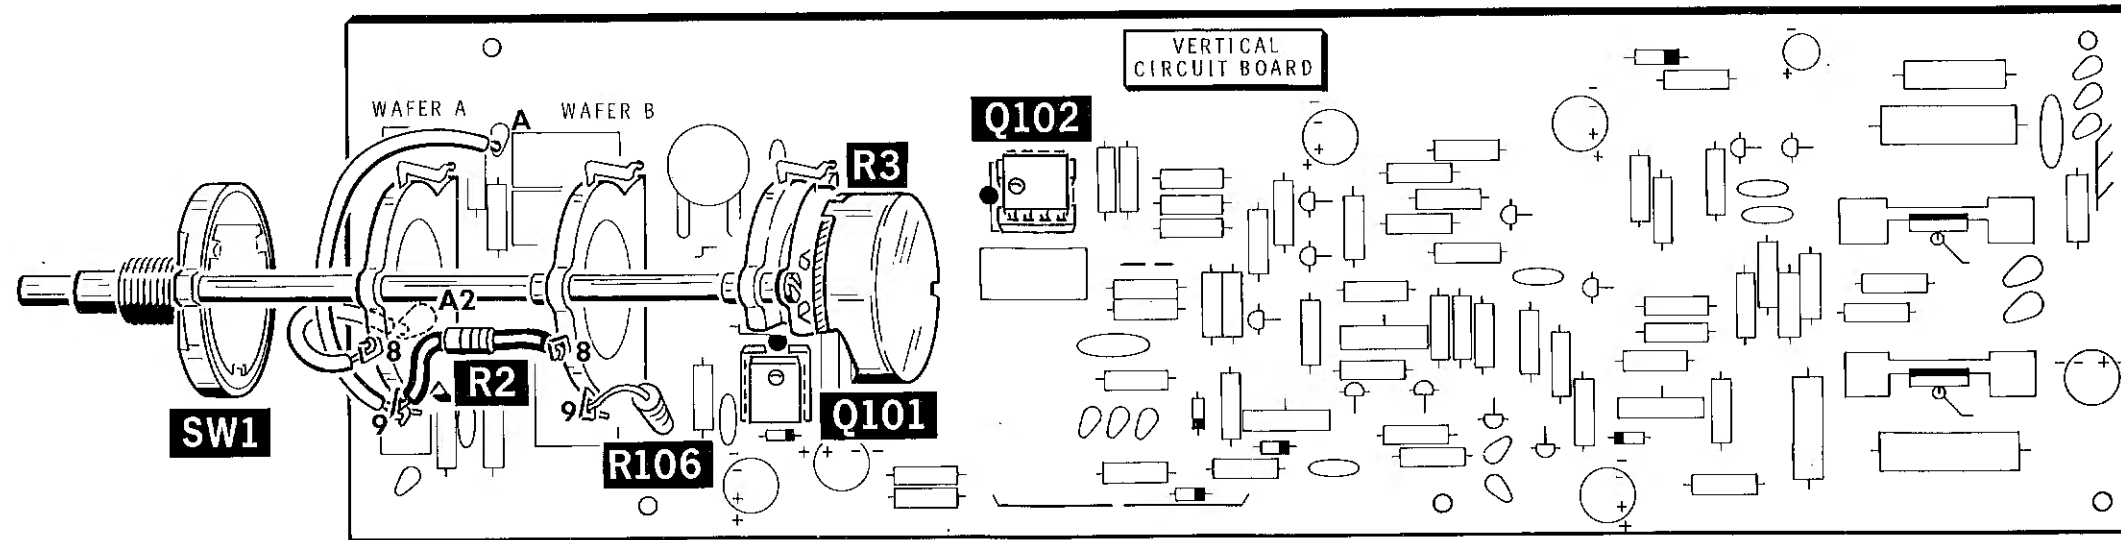 VERTICAL
CIRCUIT BOARD
WAFER A
A
WAFER B
Q102
R3
A2
8
8
R2
9
9
SW1
Q101
R106